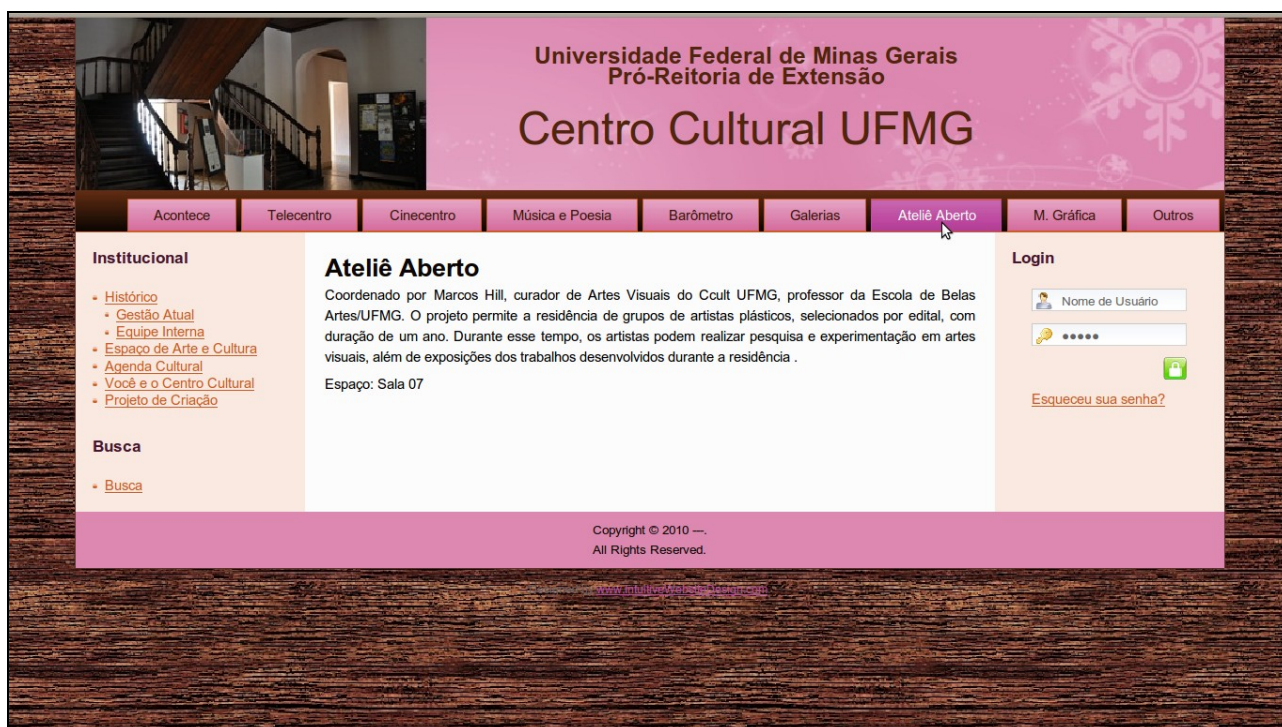 Universidade Federal de Minas Gerais
Pró-Reitoria de Extensão
Centro Cultural UFMG
Acontece Telecentro Cinecentro Música e Poesia Barômetro Galerias Ateliê Aberto M. Gráfica Outros
Institucional
Histórico
Gestão Atual
Equipe Interna
Espaço de Arte e Cultura
Agenda Cultural
Você e o Centro Cultural
Projeto de Criação
Busca
Busca
Ateliê Aberto
Coordenado por Marcos Hill, curador de Artes Visuais do Ccult UFMG, professor da Escola de Belas
Artes/UFMG. O projeto permite a residência de grupos de artistas plásticos, selecionados por edital, com
duração de um ano. Durante esse tempo, os artistas podem realizar pesquisa e experimentação em artes
visuais, além de exposições dos trabalhos desenvolvidos durante a residência .
Espaço: Sala 07
Login
Nome de Usuário
Esqueceu sua senha?
Copyright © 2010 ---.
All Rights Reserved.
www.IntuitiveWebsiteDesign.com